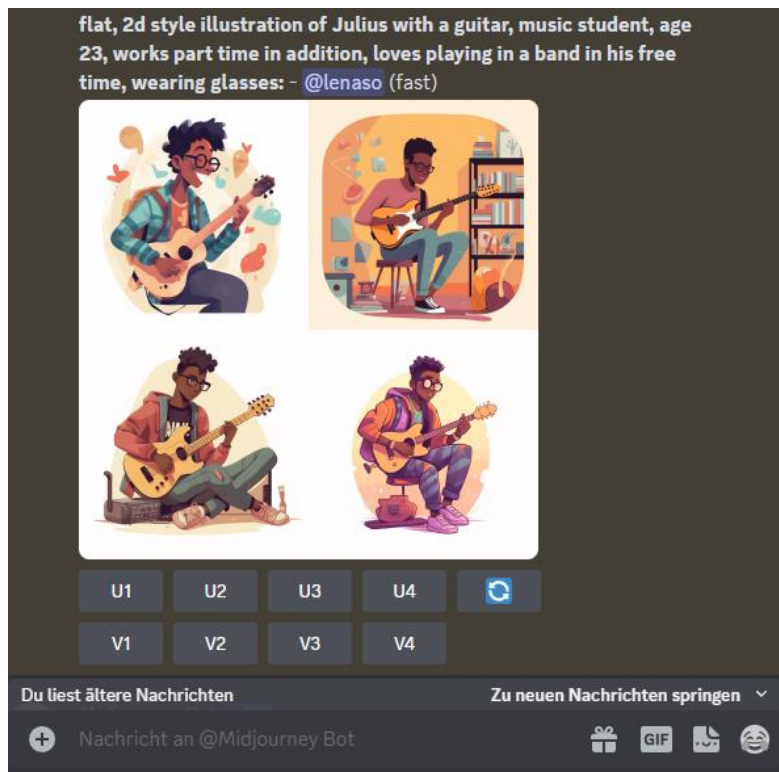 flat, 2d style illustration of Julius with a guitar, music student, age
23, works part time in addition, loves playing in a band in his free
time, wearing glasses: - @lenaso (fast)
U1 U2 U3 U4
V1 V2 V3 V4
Du liest ältere Nachrichten Zu neuen Nachrichten springen
Nachricht an @Midjourney Bot GIF